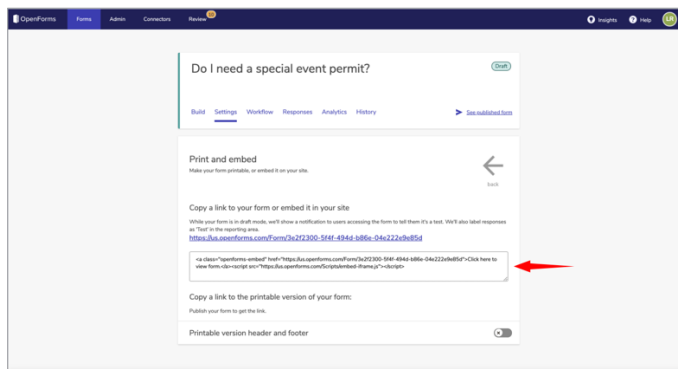 OpenForms Forms Admin Connectors Review Insights Help LR
Do I need a special event permit? Draft
Build Settings Workflow Responses Analytics History See published form
Print and embed
Make your form printable, or embed it on your site.
back
Copy a link to your form or embed it in your site
While your form is in draft mode, we'll show a notification to users accessing the form to tell them it's a test. We'll also label responses
as 'Test' in the reporting area.
https://us.openforms.com/Form/3e2f2300-5f4f-494d-b86e-04e222e9e85d
<a class="openforms-embed" href="https://us.openforms.com/Form/3e2f2300-5f4f-494d-b86e-04e222e9e85d">Click here to
view form.</a><script src="https://us.openforms.com/Scripts/embed-iframe.js"></script>
Copy a link to the printable version of your form:
Publish your form to get the link.
Printable version header and footer